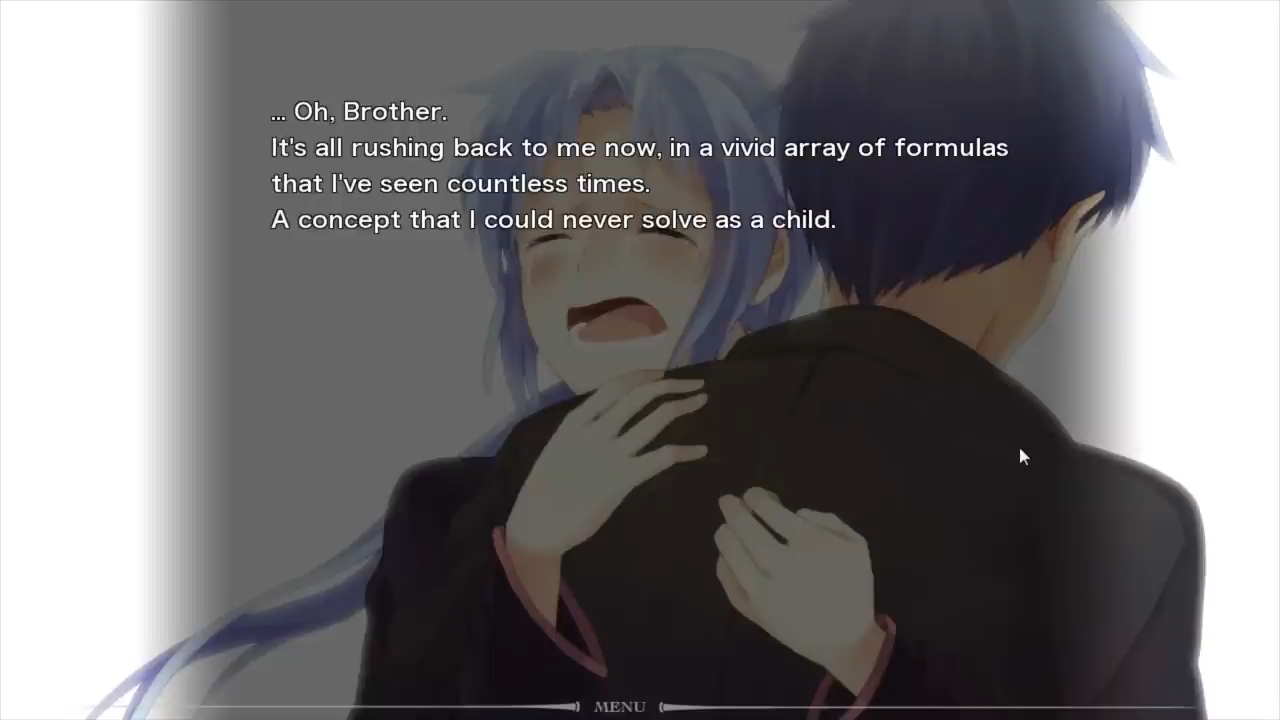 ... Oh, Brother.
It's all rushing back to me now, in a vivid array of formulas
that I've seen countless times.
A concept that I could never solve as a child.
MENU